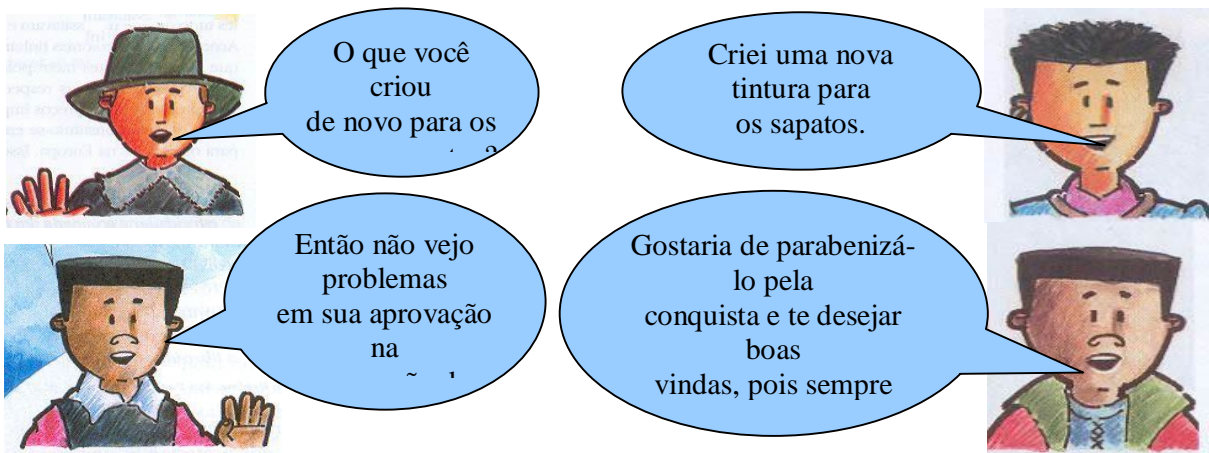 O que você
criou
de novo para os
Criei uma nova
tintura para
os sapatos.
Então não vejo
problemas
em sua aprovação
na
Gostaria de parabenizá-
lo pela
conquista e te desejar
boas
vindas, pois sempre